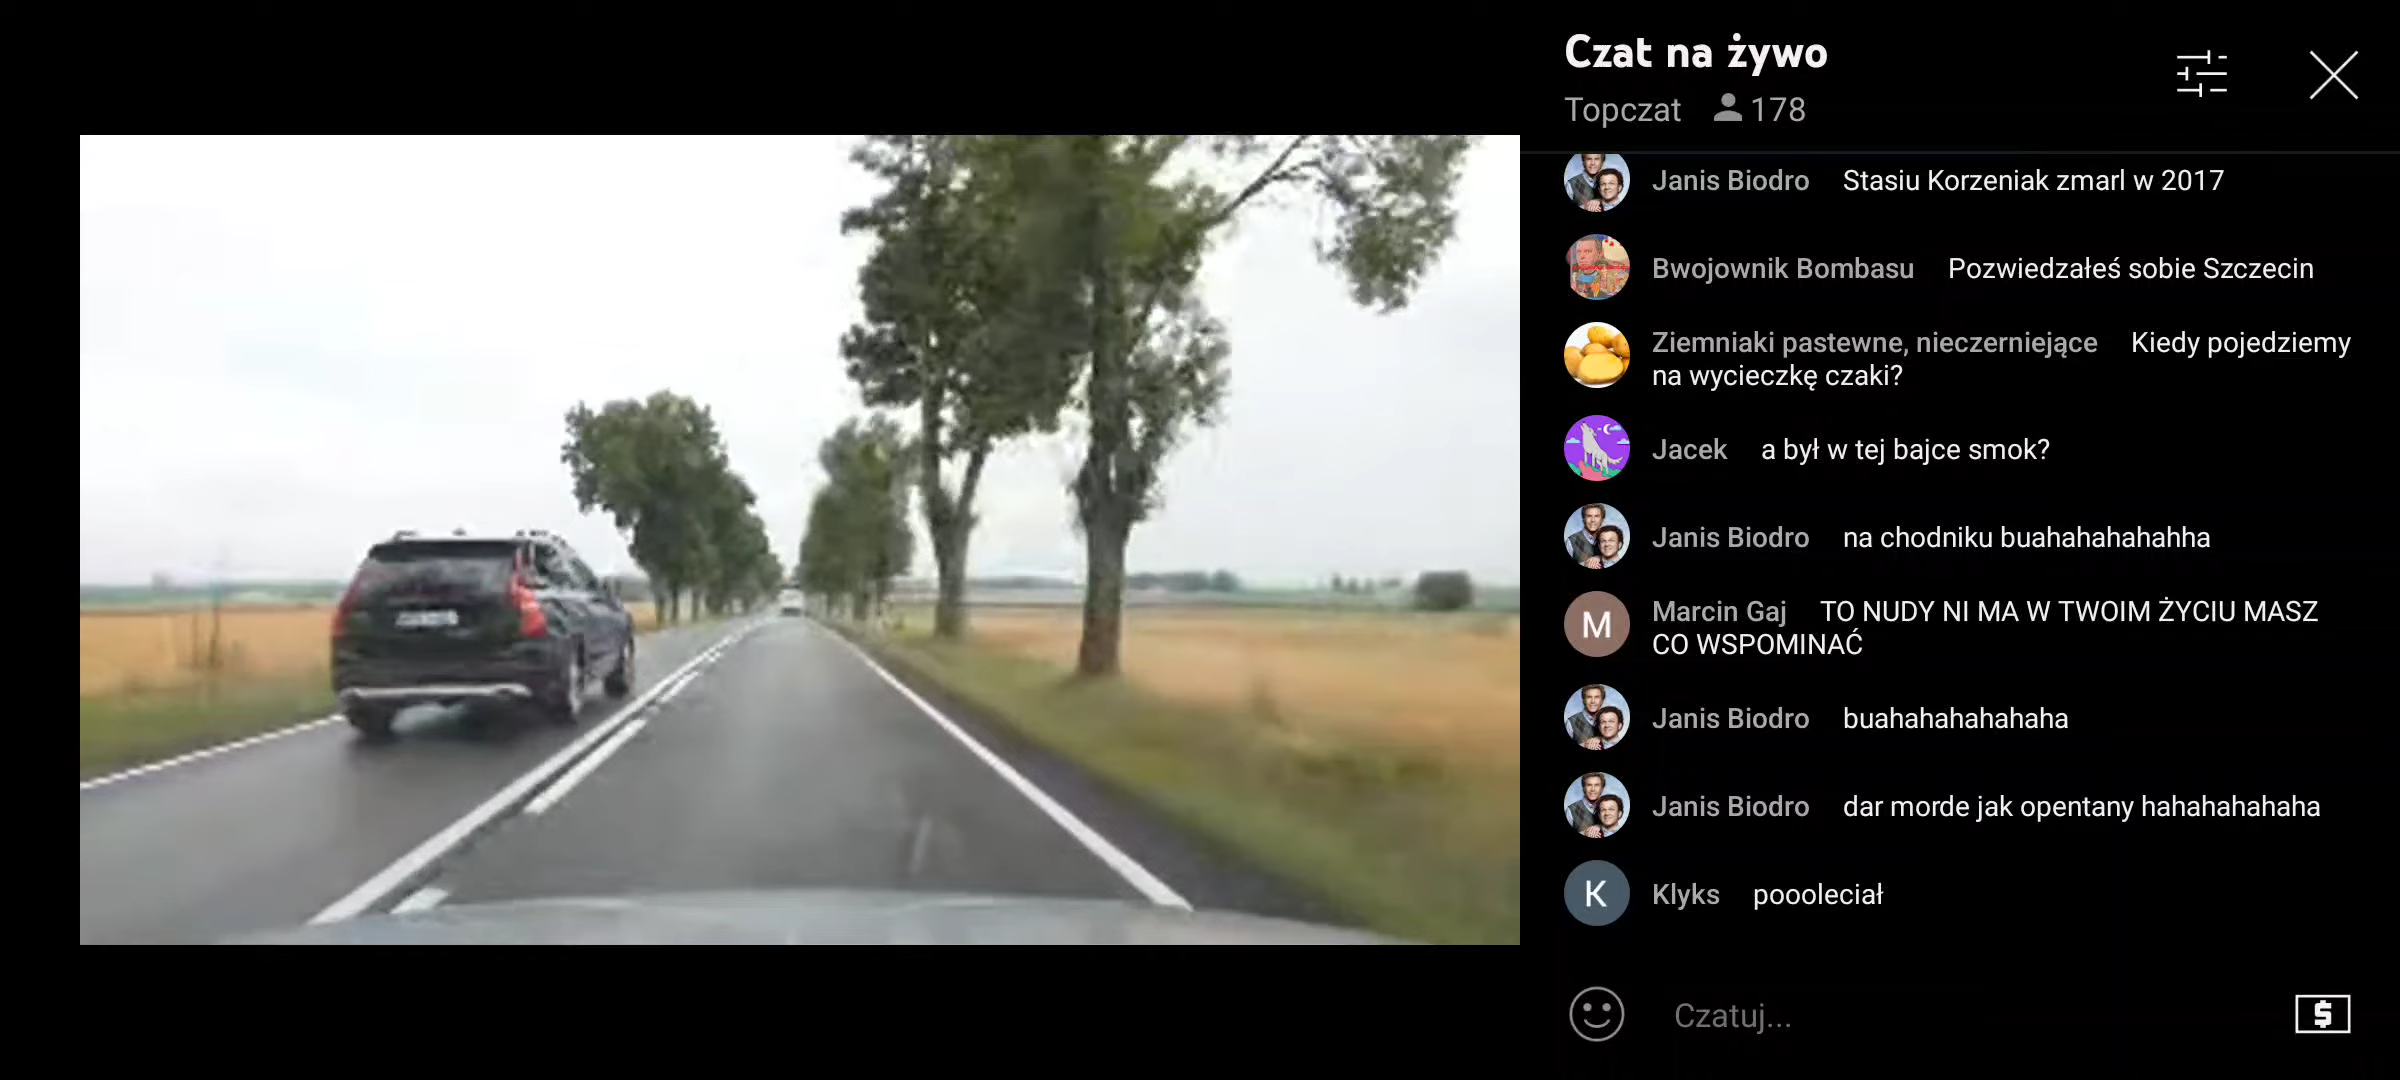 Czat na żywo
Topczat 178
Janis Biodro Stasiu Korzeniak zmarl w 2017
Bwojownik Bombasu Pozwiedzałeś sobie Szczecin
Ziemniaki pastewne, nieczerniejące Kiedy pojedziemy
na wycieczkę czaki?
Jacek a był w tej bajce smok?
Janis Biodro na chodniku buahahahahahha
M Marcin Gaj TO NUDY NI MA W TWOIM ŻYCIU MASZ
CO WSPOMINAĆ
Janis Biodro buahahahahahaha
Janis Biodro dar morde jak opentany hahahahahaha
K Klyks poooleciał
Czatuj...
$